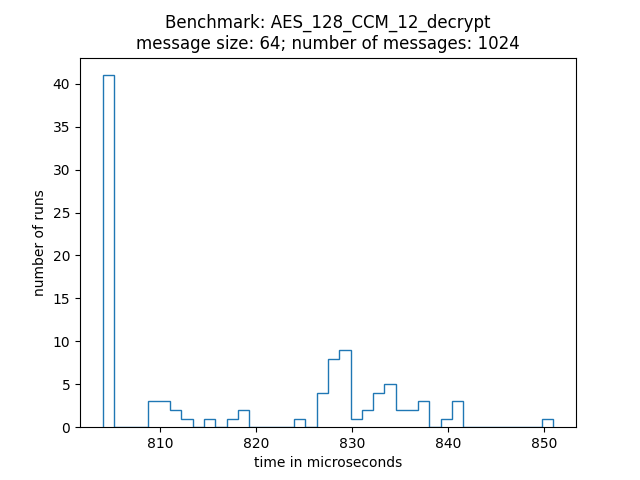 Benchmark: AES_128_CCM_12_decrypt
message size: 64; number of messages: 1024
40
35
30
25
20
15
10
5
0
number of runs
810 820 830 840 850
time in microseconds